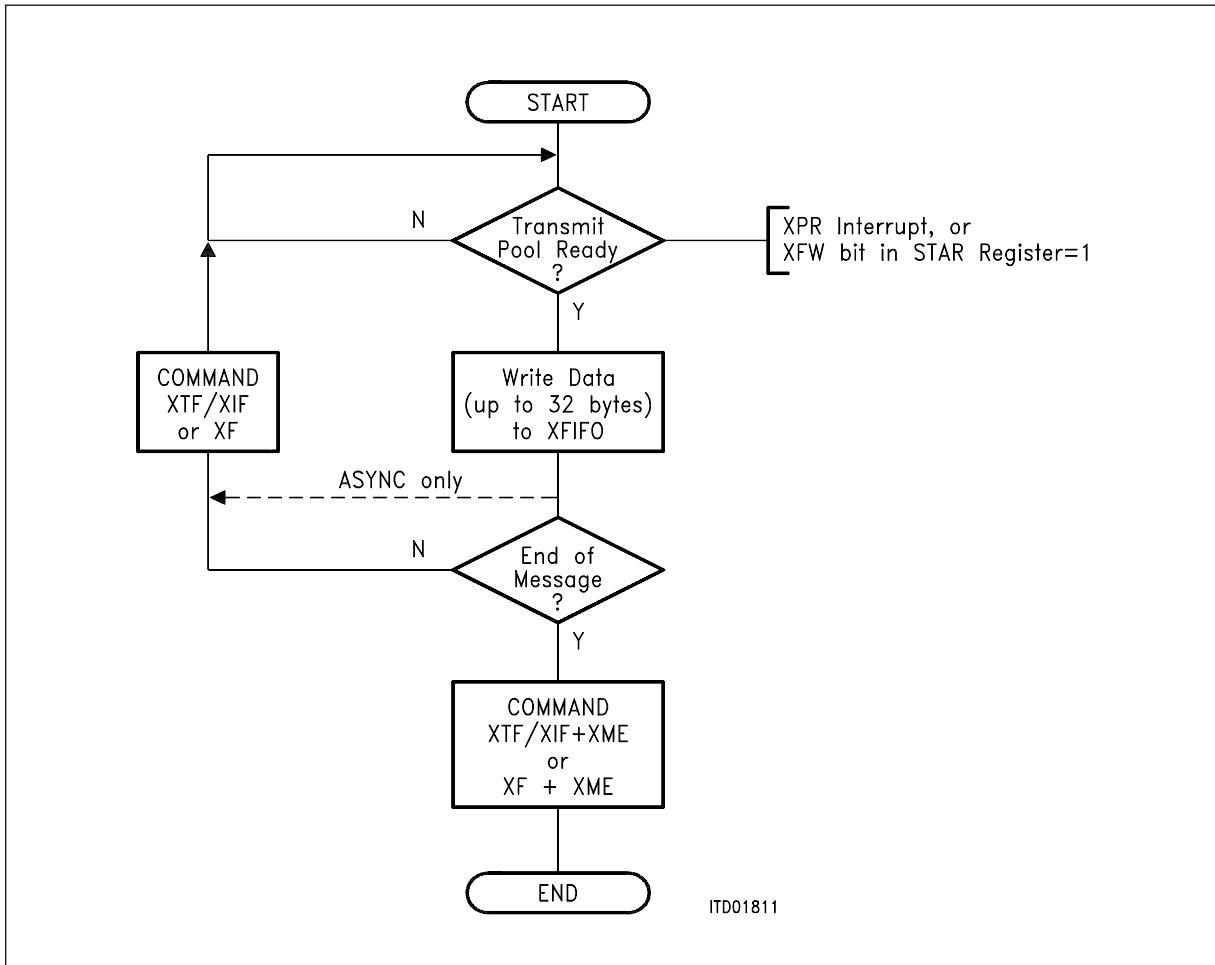 START
N
Transmit
Pool Ready
?
XPR Interrupt, or
XFW bit in STAR Register=1
Y
COMMAND
XTF/XIF
or XF
Write Data
(up to 32 bytes)
to XFIFO
ASYNC only
N
End of
Message
?
Y
COMMAND
XTF/XIF+XME
or
XF + XME
END
ITD01811